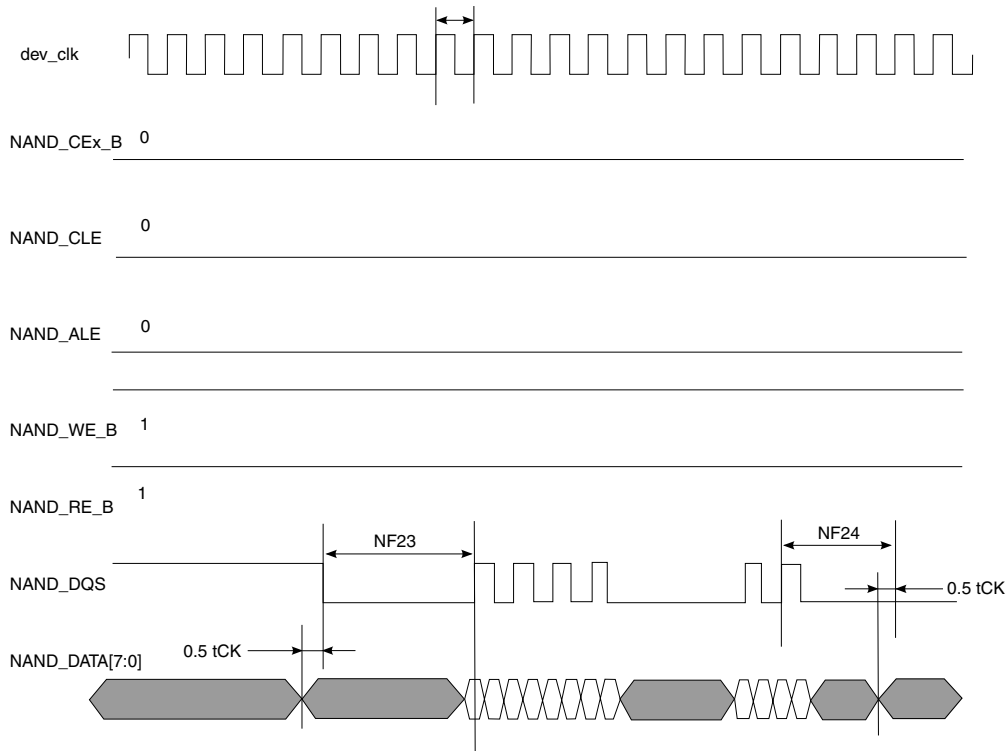 dev_clk
NAND_CEx_B 0
NAND_CLE 0
NAND_ALE 0
NAND_WE_B 1
NAND_RE_B 1
NF23
NF24
NAND_DQS
0.5 tCK
0.5 tCK
NAND_DATA[7:0]